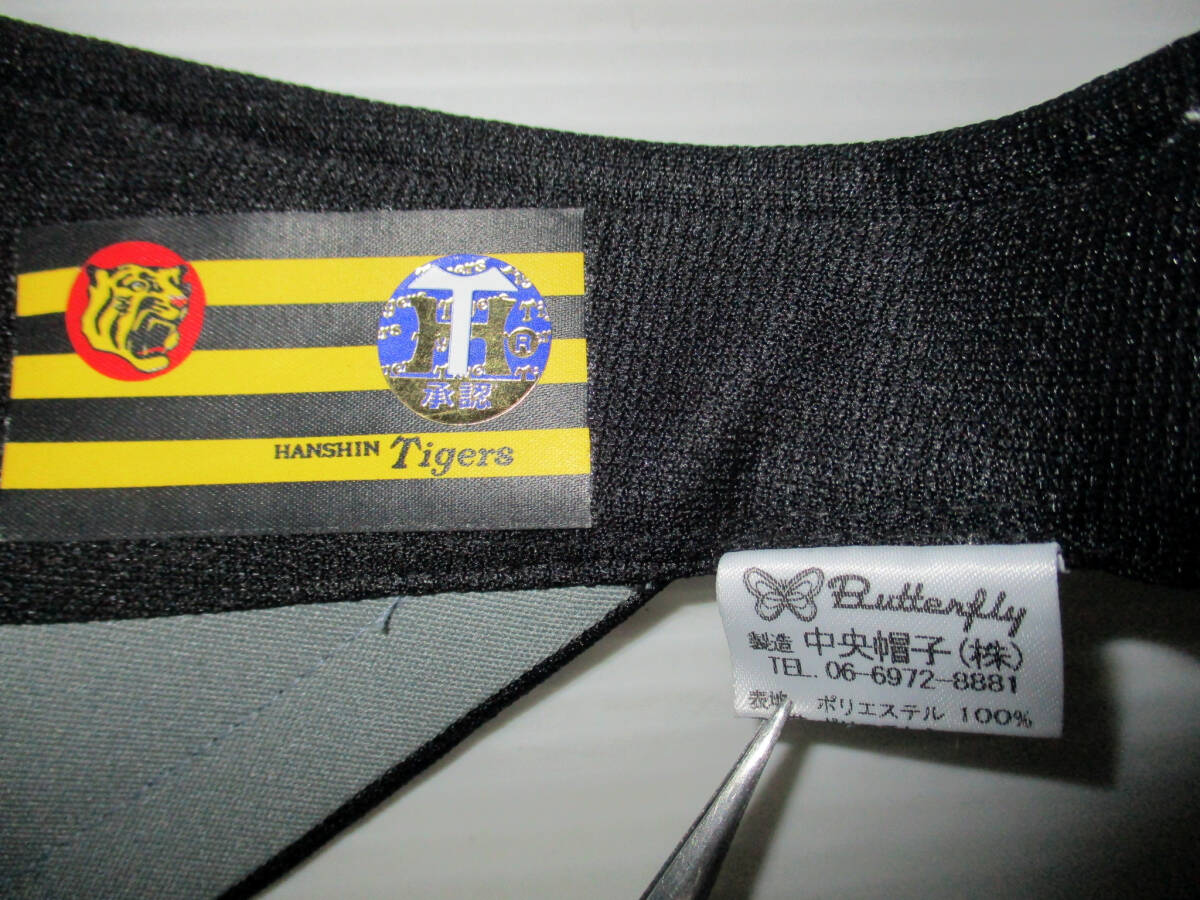 TH
®
承認
HANSHIN Tigers
Butterfly
製造 中央帽子(株)
TEL. 06-6972-8881
表地 ポリエステル 100%